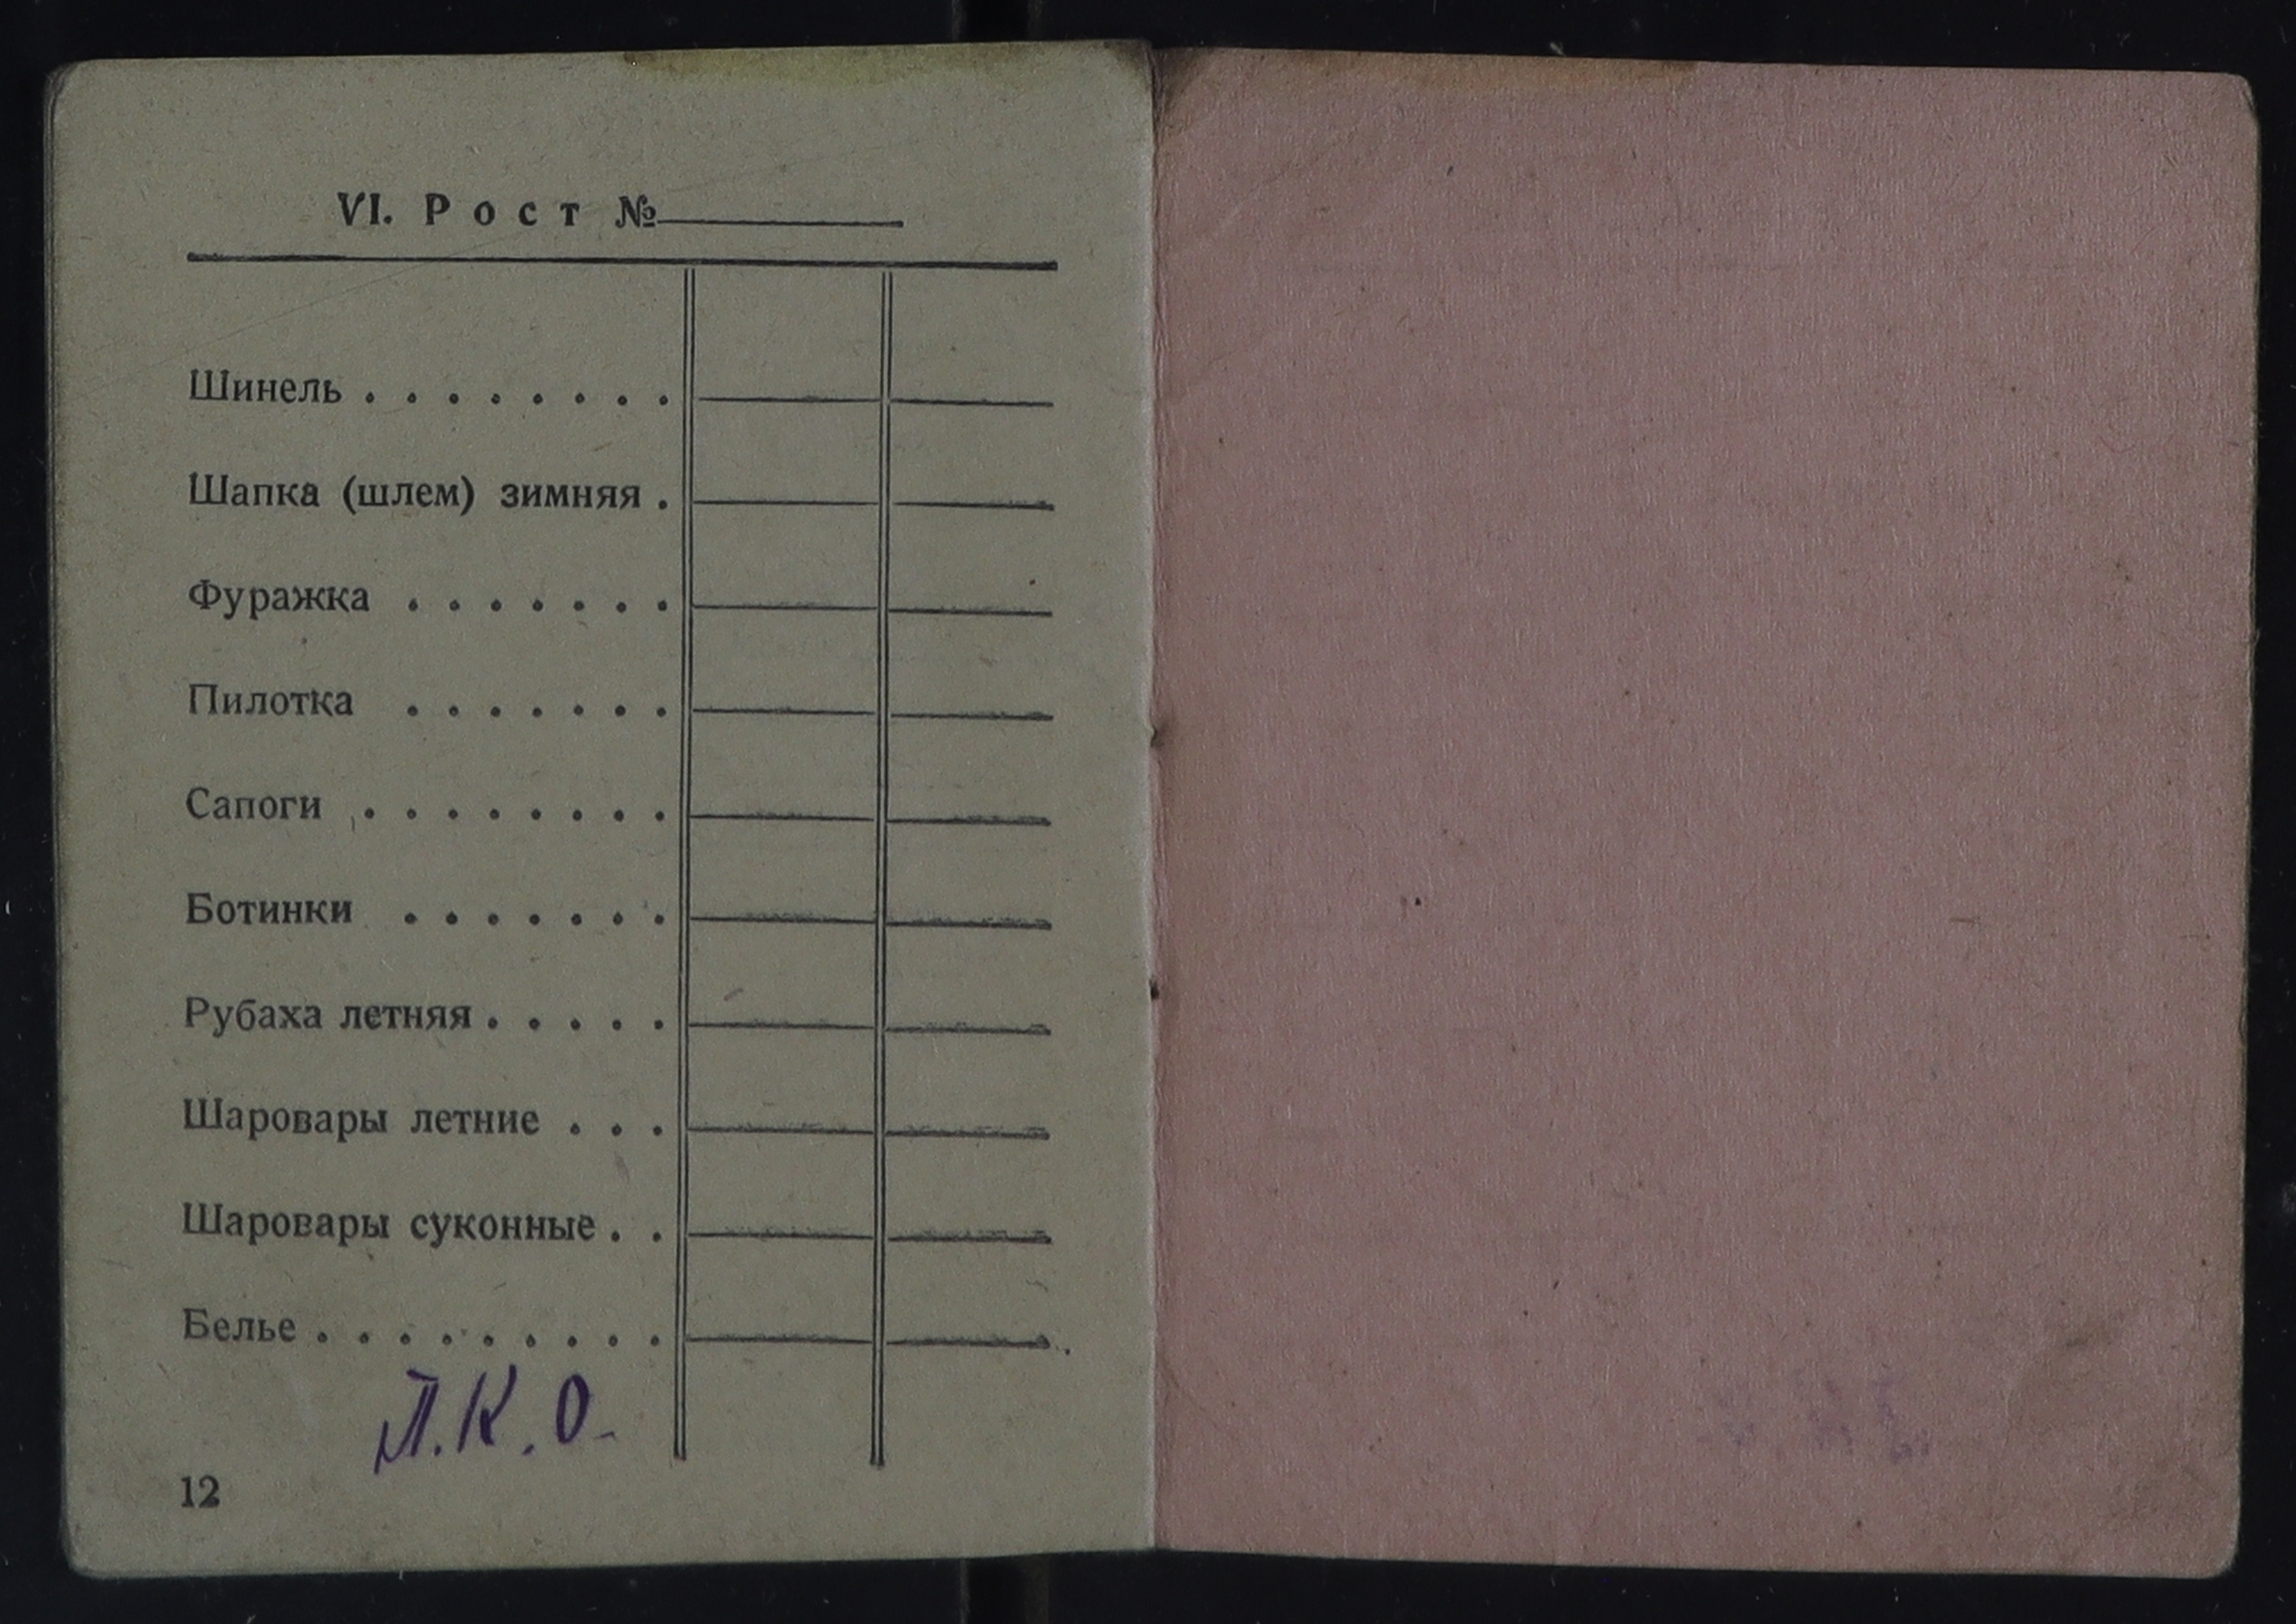 VI. Рост №
Шинель . . . . . . . .
Шапка (шлем) зимняя .
Фуражка . . . . . . .
Пилотка . . . . . . .
Сапоги . . . . . . . .
Ботинки . . . . . . .
Рубаха летняя . . . . .
Шаровары летние . . .
Шаровары суконные . .
Белье . . . . . . . . .
Л.К.О.
12